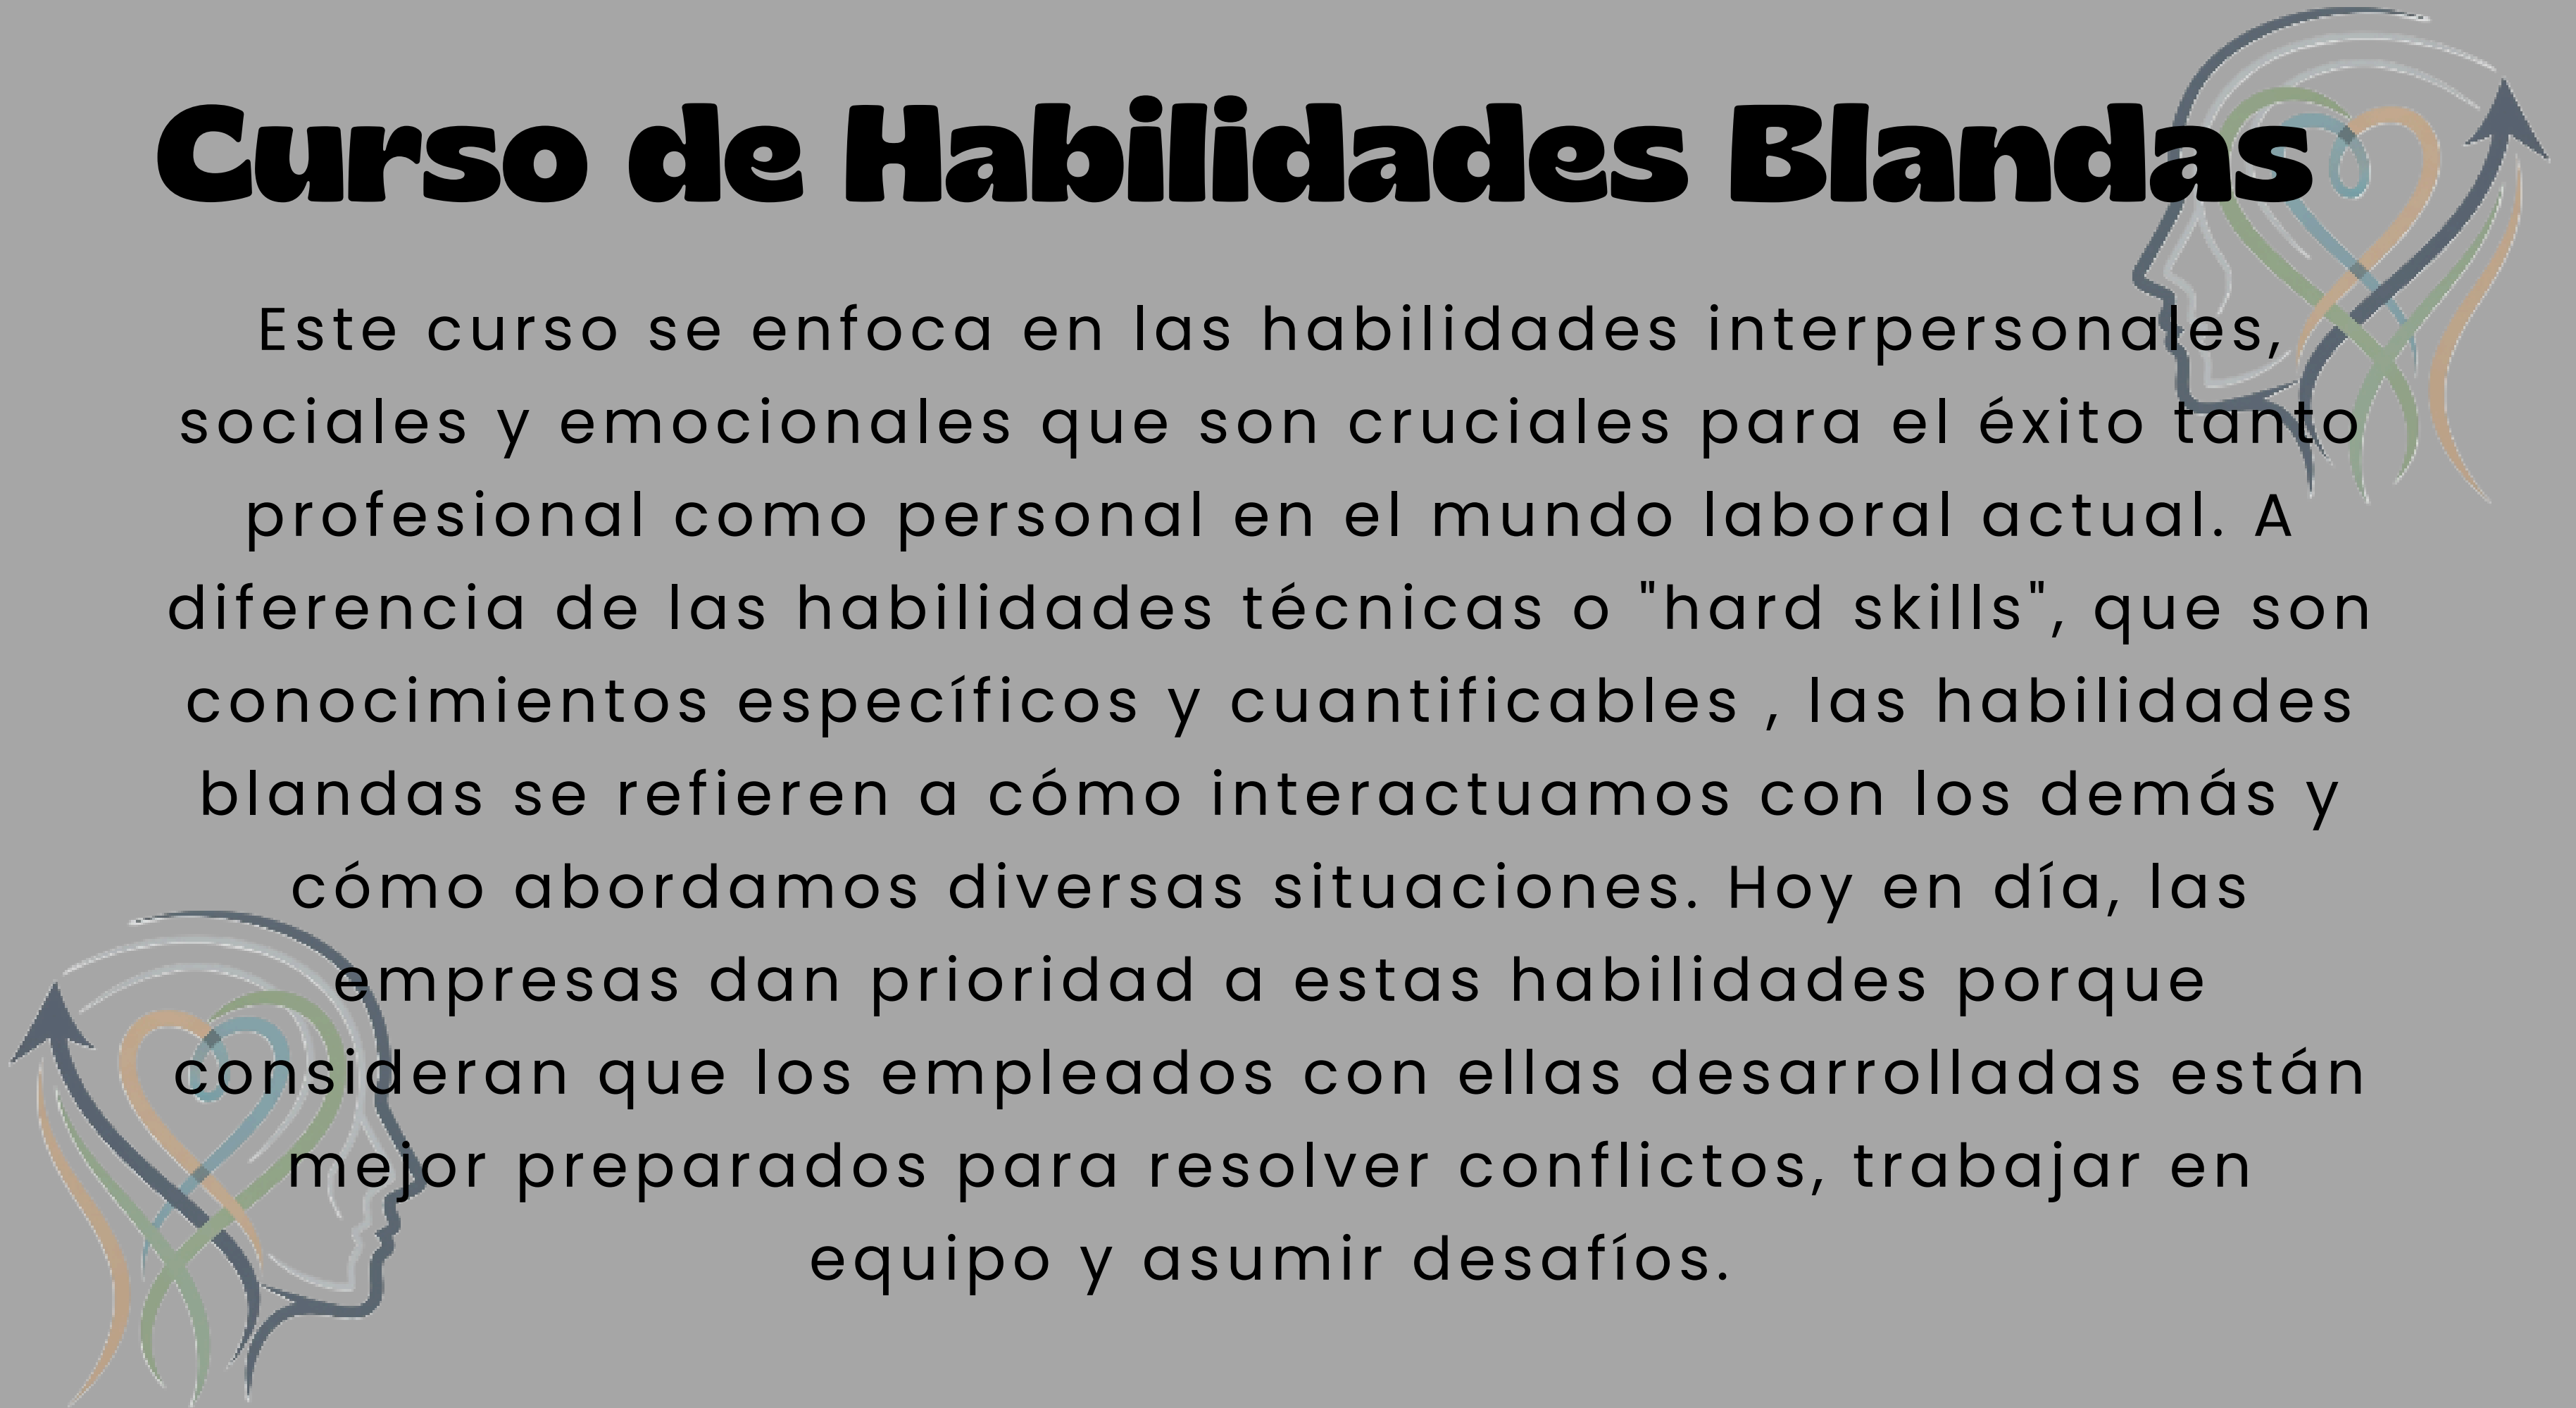 Curso de Habilidades Blandas
Este curso se enfoca en las habilidades interpersonales,
sociales y emocionales que son cruciales para el éxito tanto
profesional como personal en el mundo laboral actual. A
diferencia de las habilidades técnicas o "hard skills", que son
conocimientos específicos y cuantificables , las habilidades
blandas se refieren a cómo interactuamos con los demás y
cómo abordamos diversas situaciones. Hoy en día, las
empresas dan prioridad a estas habilidades porque
consideran que los empleados con ellas desarrolladas están
mejor preparados para resolver conflictos, trabajar en
equipo y asumir desafíos.